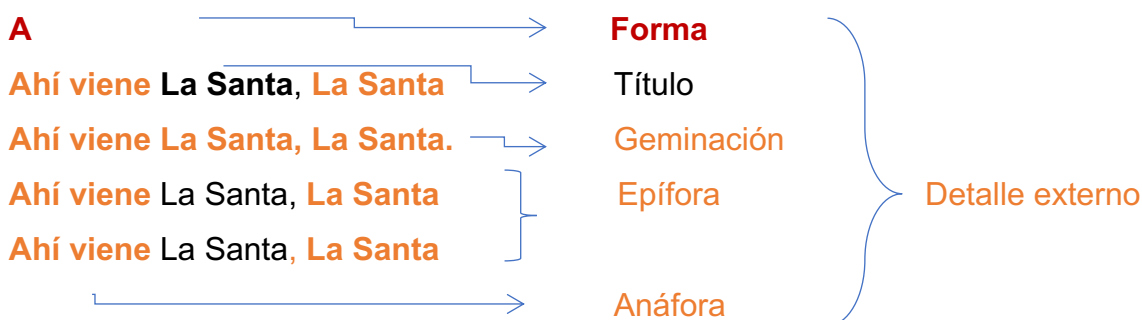 A Forma
Ahí viene La Santa, La Santa Título
Ahí viene La Santa, La Santa. Geminación
Ahí viene La Santa, La Santa Epífora Detalle externo
Ahí viene La Santa, La Santa
Anáfora